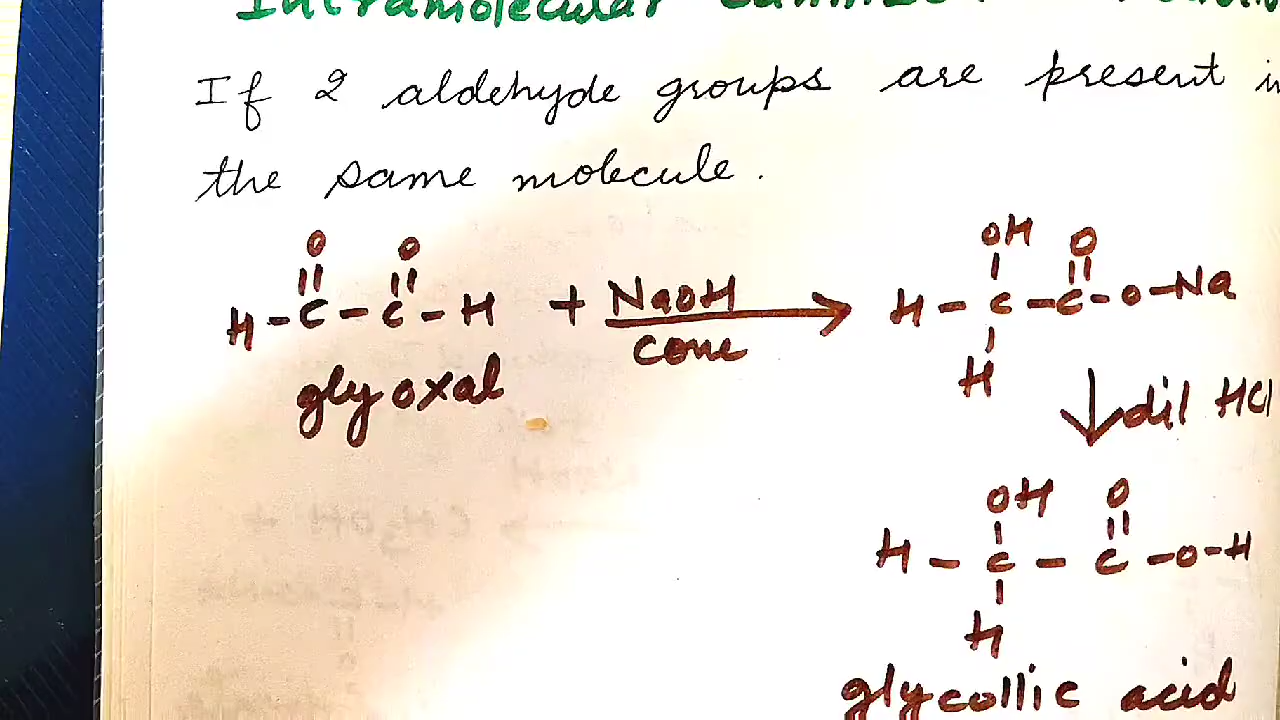 Intramolecular
If 2 aldehyde groups are present in
the same molecule.
O O
|| ||
H - C - C - H + NaOH
conc
glyoxal
OH O
| ||
H - C - C - O - Na
|
H
dil HCl
OH O
| ||
H - C - C - O - H
|
H
glycollic acid